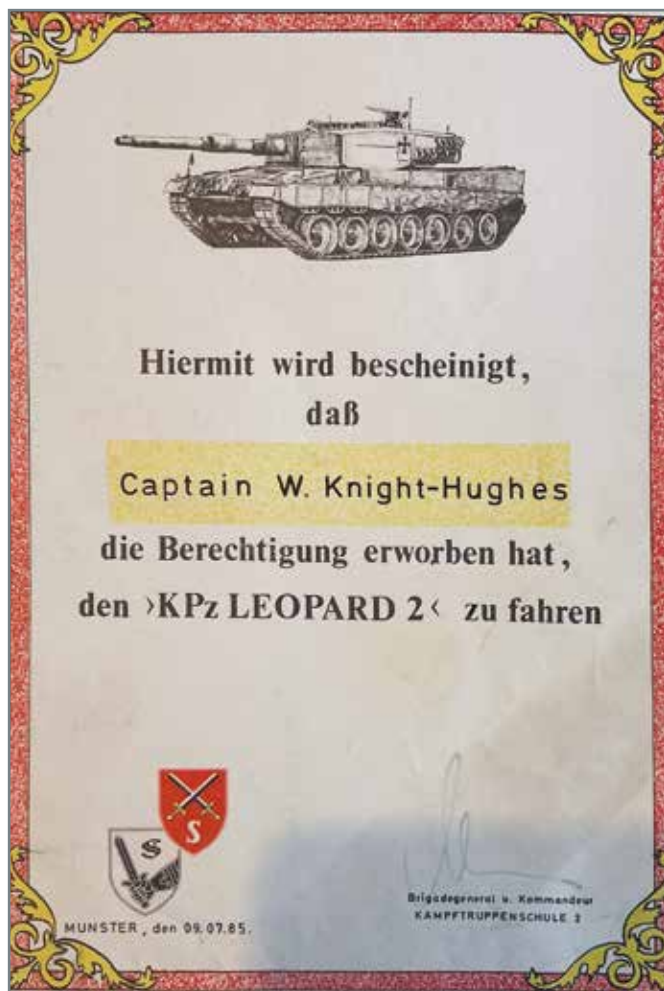 Hiermit wird bescheinigt,
daß
Captain W. Knight-Hughes
die Berechtigung erworben hat,
den ›KPz LEOPARD 2‹ zu fahren
S
S
MUNSTER, den 09.07.85.
Brigadegeneral u. Kommandeur
KAMPFTRUPPENSCHULE 2